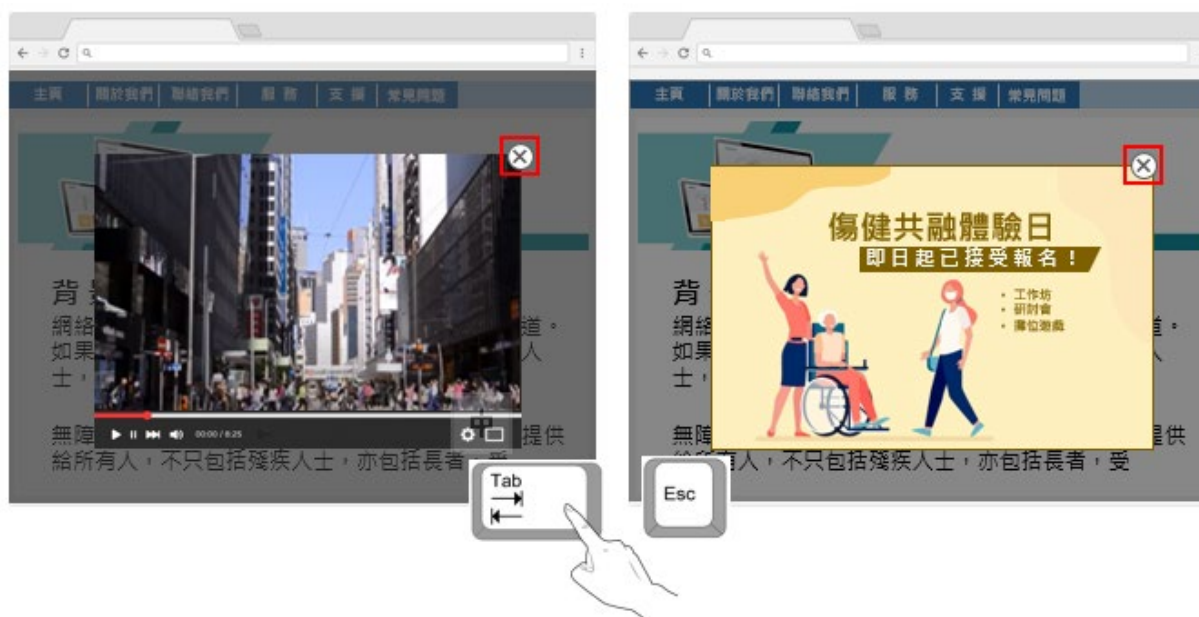 主頁
關於我們
聯絡我們
服務
支援
常見問題
背
網絡
道。
如果
人
士，
無障
提供
給所有人，不只包括殘疾人士，亦包括長者，受
00:00 / 8:25
主頁
關於我們
聯絡我們
服務
支援
常見問題
傷健共融體驗日
即日起已接受報名！
• 工作坊
• 研討會
• 攤位遊戲
背
網絡
道。
如果
人
士，
無障
提供
給所有人，不只包括殘疾人士，亦包括長者，受
Tab
Esc